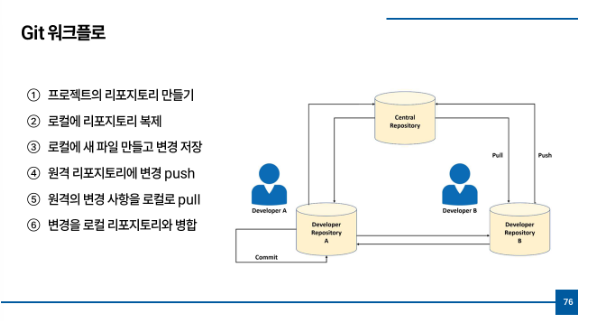 Git 워크플로
① 프로젝트의 리포지토리 만들기
② 로컬에 리포지토리 복제
③ 로컬에 새 파일 만들고 변경 저장
④ 원격 리포지토리에 변경 push
⑤ 원격의 변경 사항을 로컬로 pull
⑥ 변경을 로컬 리포지토리와 병합
Central
Repository
Pull
Push
Developer A
Developer B
Developer
Repository
A
Developer
Repository
B
Commit
76